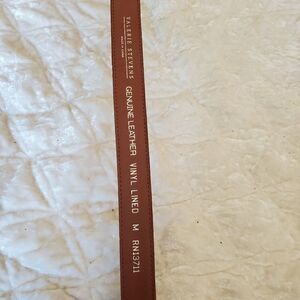 VALERIE STEVENS
GENUINE LEATHER VINYL LINED M RN13711